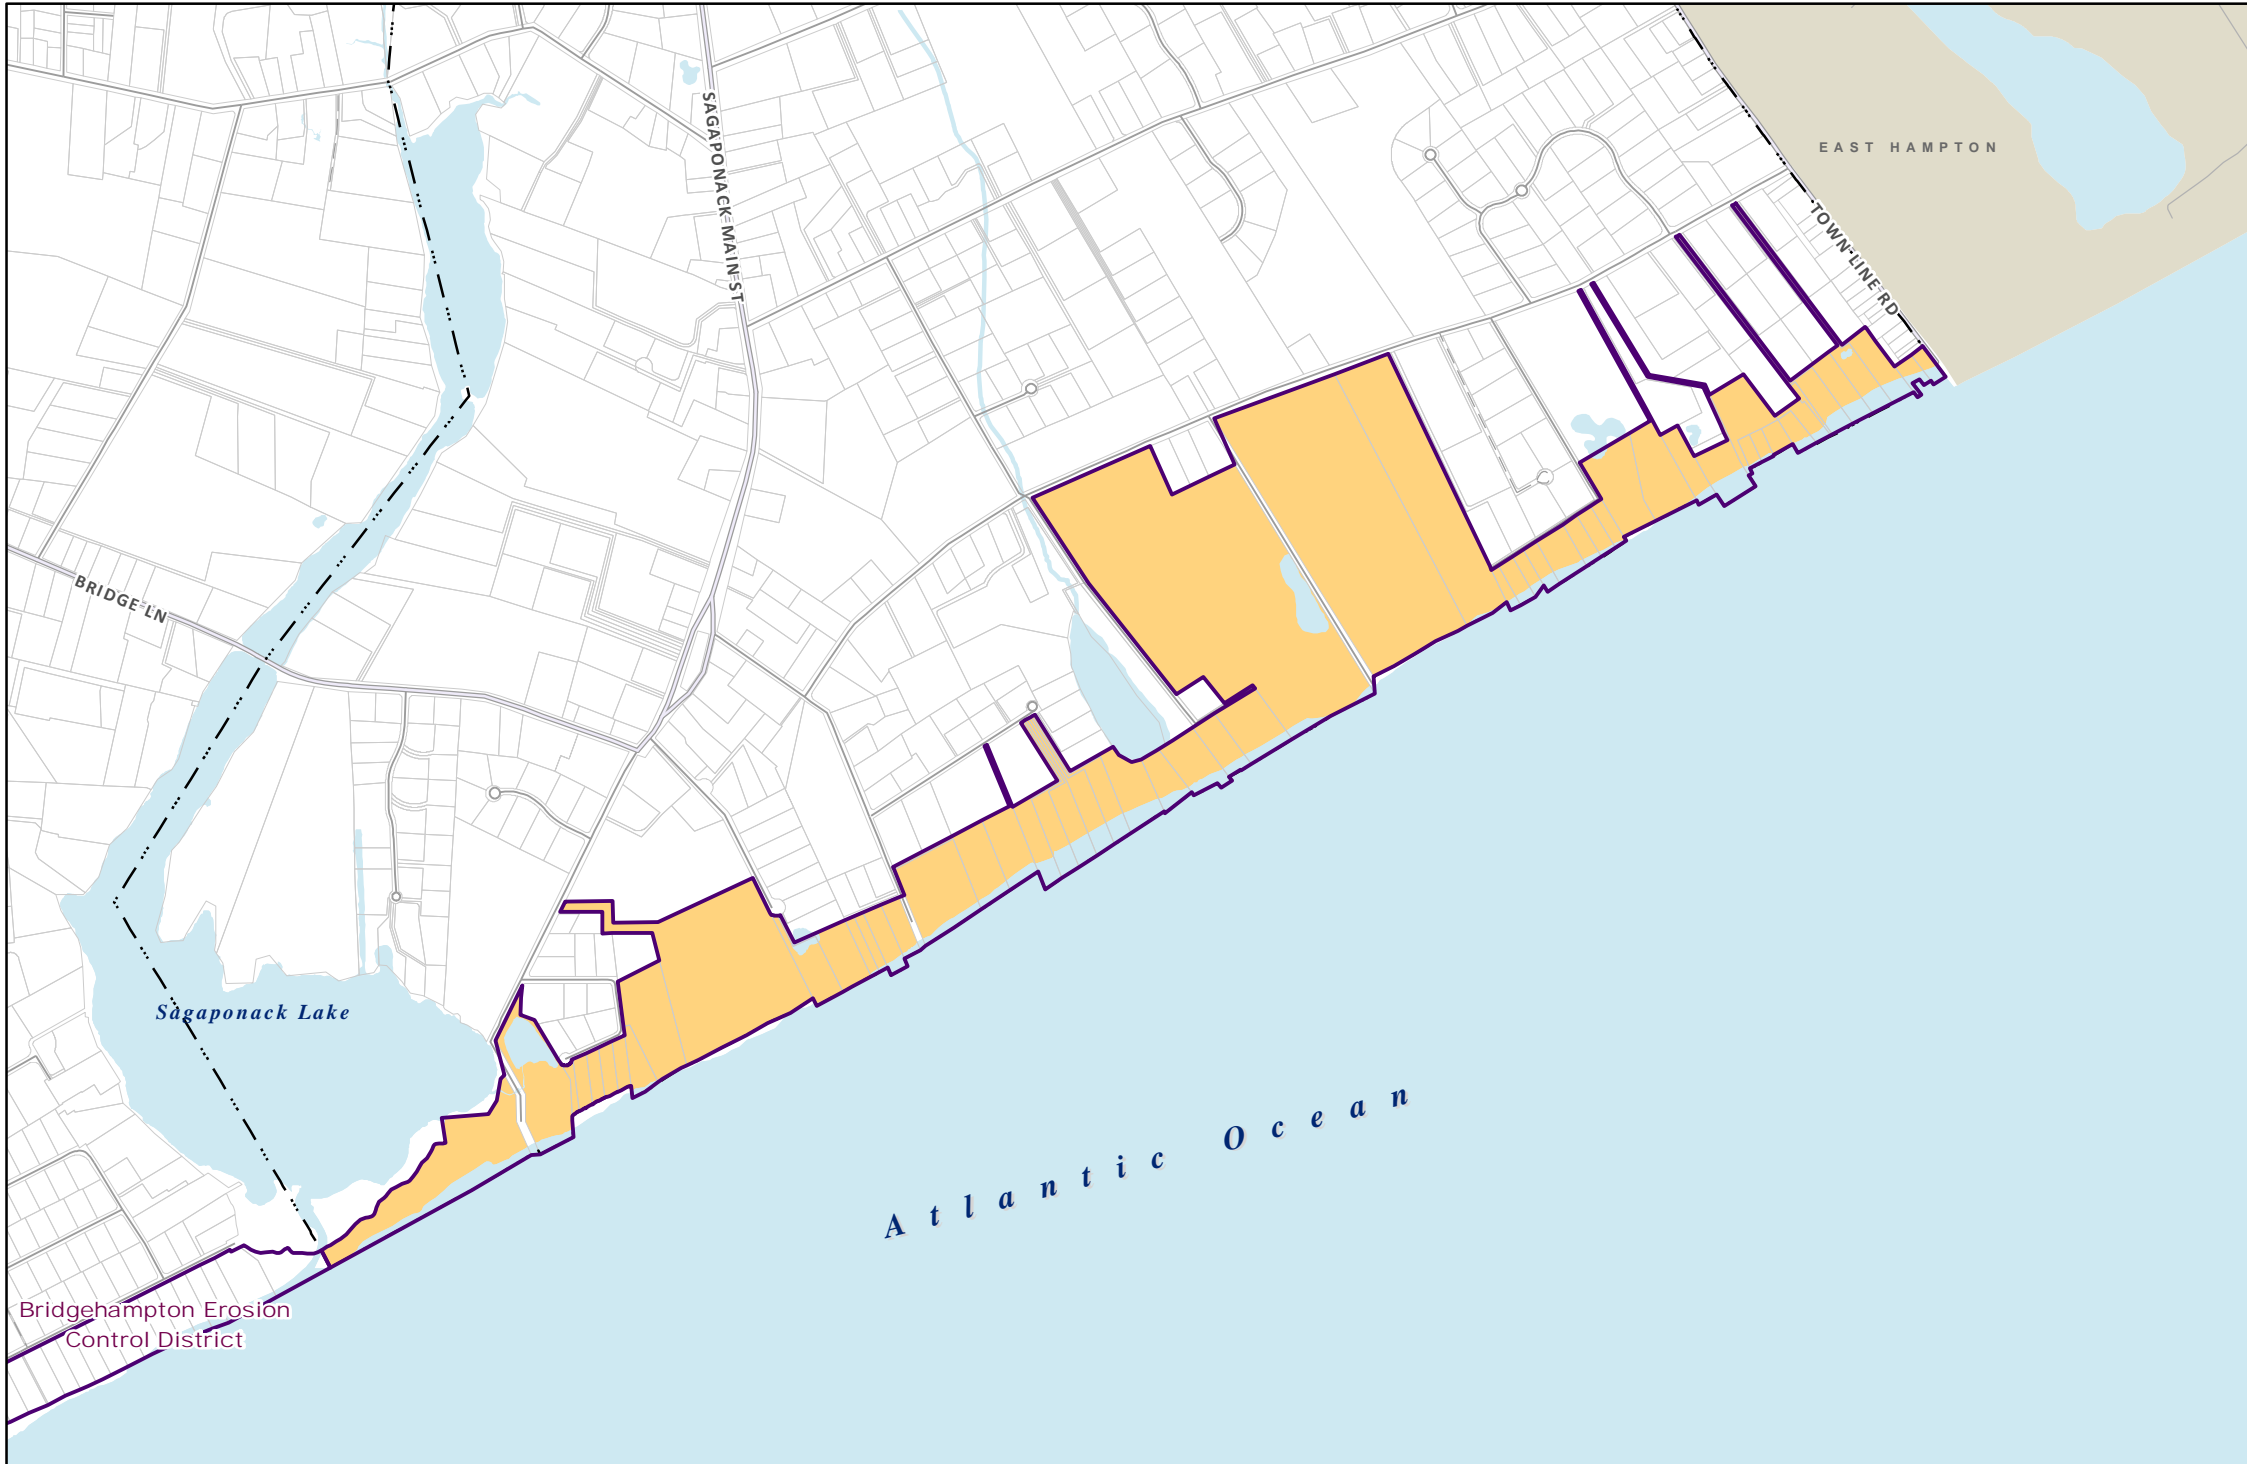 EAST HAMPTON
SAGAPONACK MAIN ST
TOWN LINE RD
BRIDGE LN
Sagaponack Lake
Atlantic Ocean
Bridgehampton Erosion
Control District